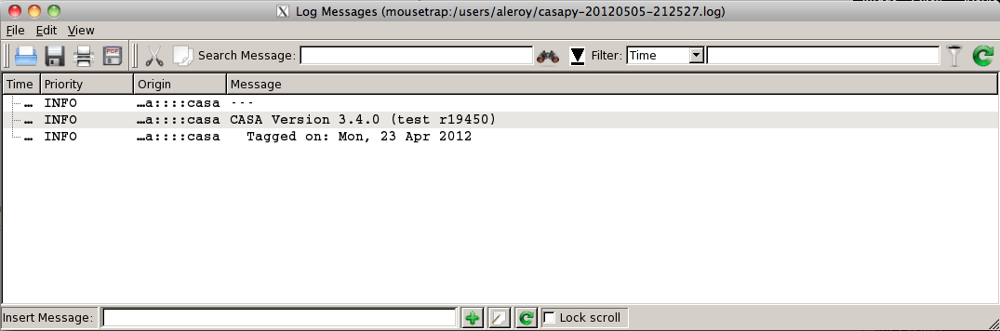 Log Messages (mousetrap:/users/aleroy/casapy-20120505-212527.log)
File Edit View
PDF Search Message: Filter: Time
Time Priority Origin Message
… INFO …a::::casa ---
… INFO …a::::casa CASA Version 3.4.0 (test r19450)
… INFO …a::::casa Tagged on: Mon, 23 Apr 2012
Insert Message: Lock scroll